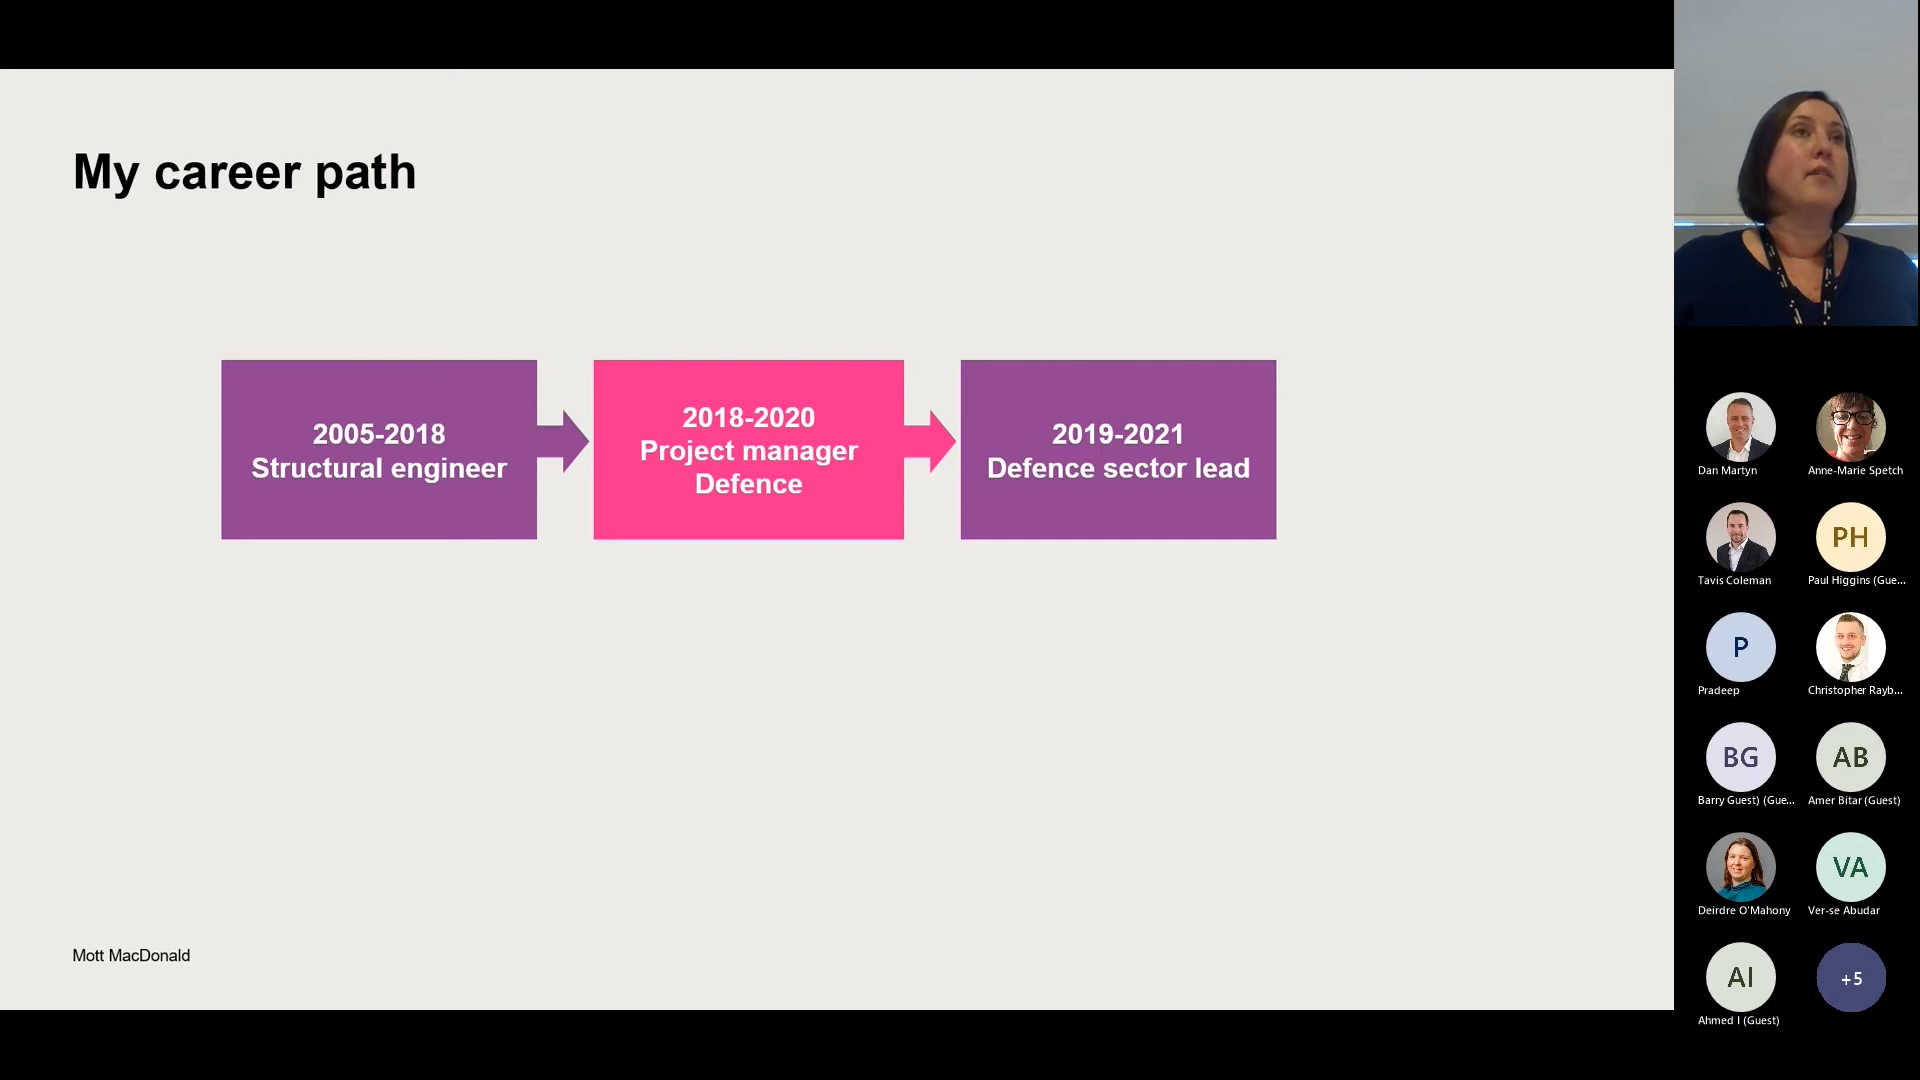 My career path
2005-2018
Structural engineer
2018-2020
Project manager
Defence
2019-2021
Defence sector lead
Mott MacDonald
Dan Martyn
Anne-Marie Spetch
Tavis Coleman
PH
Paul Higgins (Gue...
P
Pradeep
Christopher Rayb...
BG
Barry Guest) (Gue...
AB
Amer Bitar (Guest)
Deirdre O'Mahony
VA
Ver-se Abudar
AI
Ahmed I (Guest)
+5